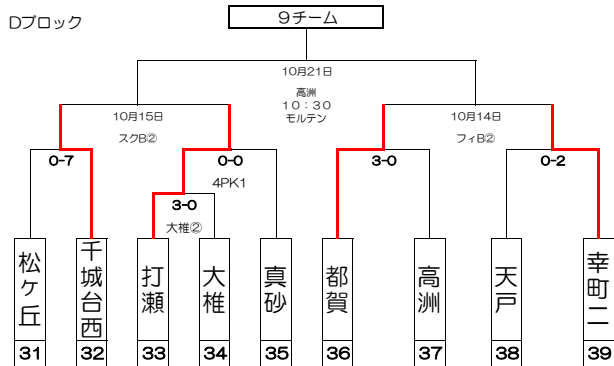 Dブロック
9チーム
10月21日
高洲
10:30
モルテン
10月15日
スクB②
10月14日
フィB②
0-7
0-0
3-0
0-2
4PK1
3-0
大椎②
松ヶ丘
千城台西
打瀬
大椎
真砂
都賀
高洲
天戸
幸町二
31
32
33
34
35
36
37
38
39